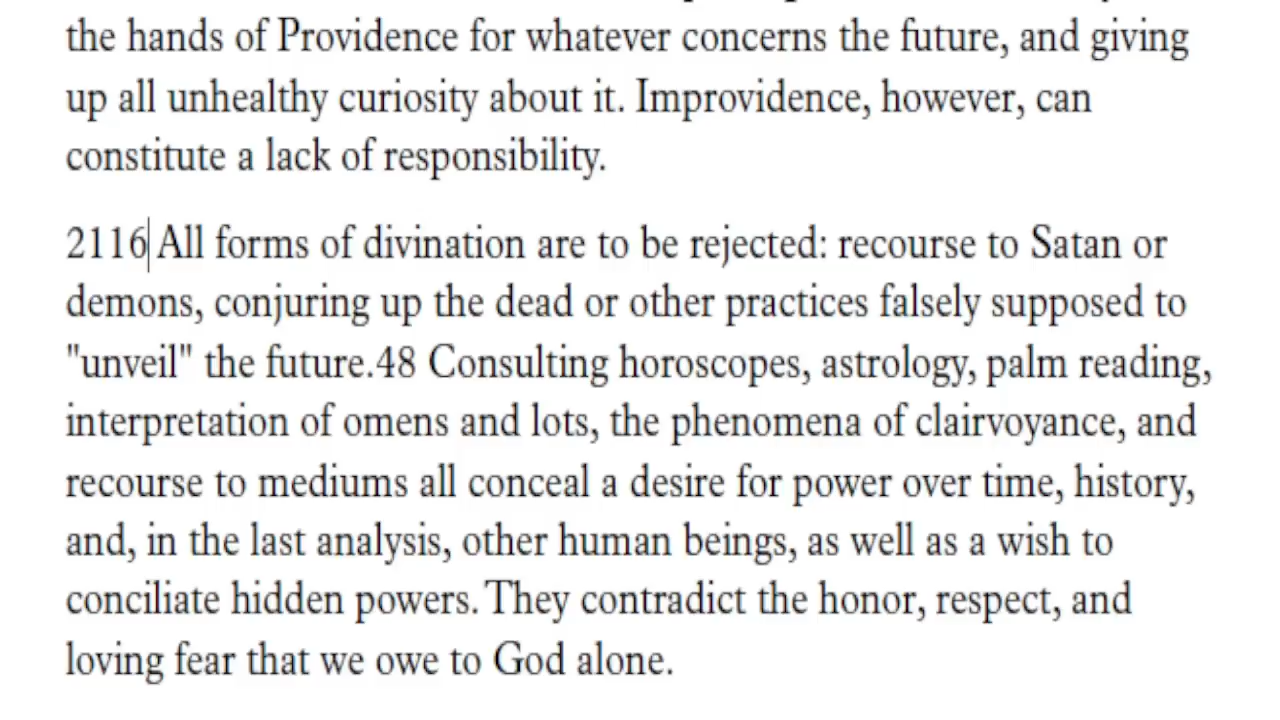 the hands of Providence for whatever concerns the future, and giving
up all unhealthy curiosity about it. Improvidence, however, can
constitute a lack of responsibility.
2116 All forms of divination are to be rejected: recourse to Satan or
demons, conjuring up the dead or other practices falsely supposed to
"unveil" the future.48 Consulting horoscopes, astrology, palm reading,
interpretation of omens and lots, the phenomena of clairvoyance, and
recourse to mediums all conceal a desire for power over time, history,
and, in the last analysis, other human beings, as well as a wish to
conciliate hidden powers. They contradict the honor, respect, and
loving fear that we owe to God alone.